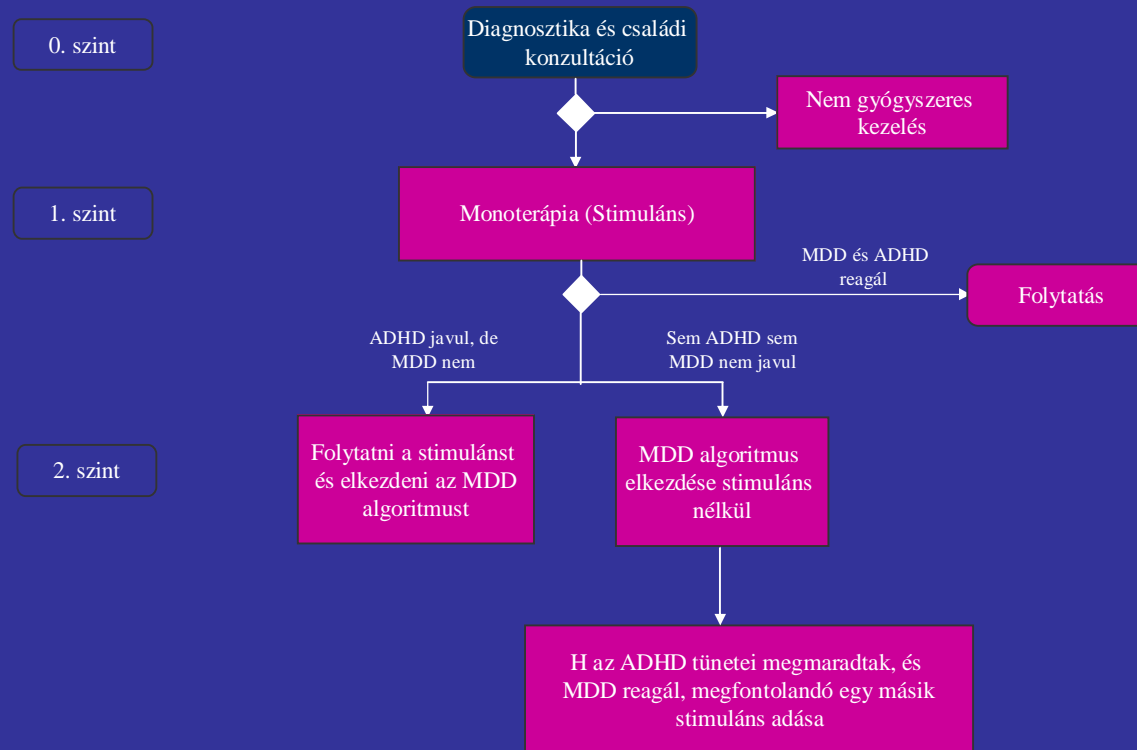 0. szint
Diagnosztika és családi
konzultáció
Nem gyógyszeres
kezelés
1. szint
Monoterápia (Stimuláns)
MDD és ADHD
reagál
Folytatás
ADHD javul, de
MDD nem
Sem ADHD sem
MDD nem javul
2. szint
Folytatni a stimulánst
és elkezdeni az MDD
algoritmust
MDD algoritmus
elkezdése stimuláns
nélkül
H az ADHD tünetei megmaradtak, és
MDD reagál, megfontolandó egy másik
stimuláns adása